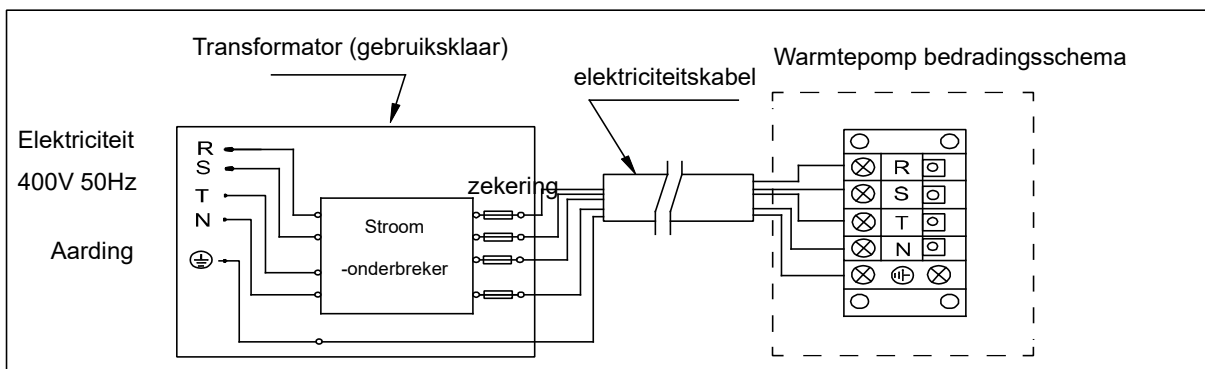 Transformator (gebruiksklaar)
elektriciteitskabel
Warmtepomp bedradingsschema
Elektriciteit
400V 50Hz
Aarding
R
S
T
N
zekering
Stroom
-onderbreker
R
S
T
N